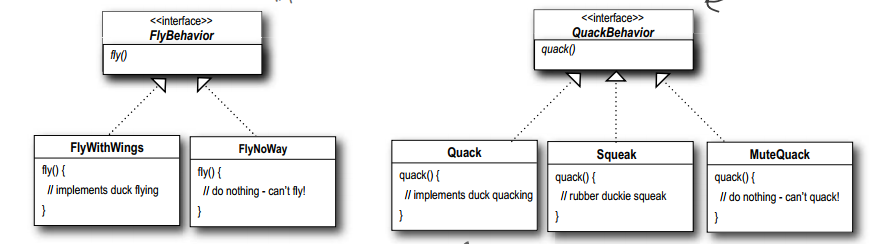 <<interface>>
FlyBehavior
fly()
<<interface>>
QuackBehavior
quack()
FlyWithWings
fly() {
// implements duck flying
}
FlyNoWay
fly() {
// do nothing - can't fly!
}
Quack
quack() {
// implements duck quacking
}
Squeak
quack() {
// rubber duckie squeak
}
MuteQuack
quack() {
// do nothing - can't quack!
}